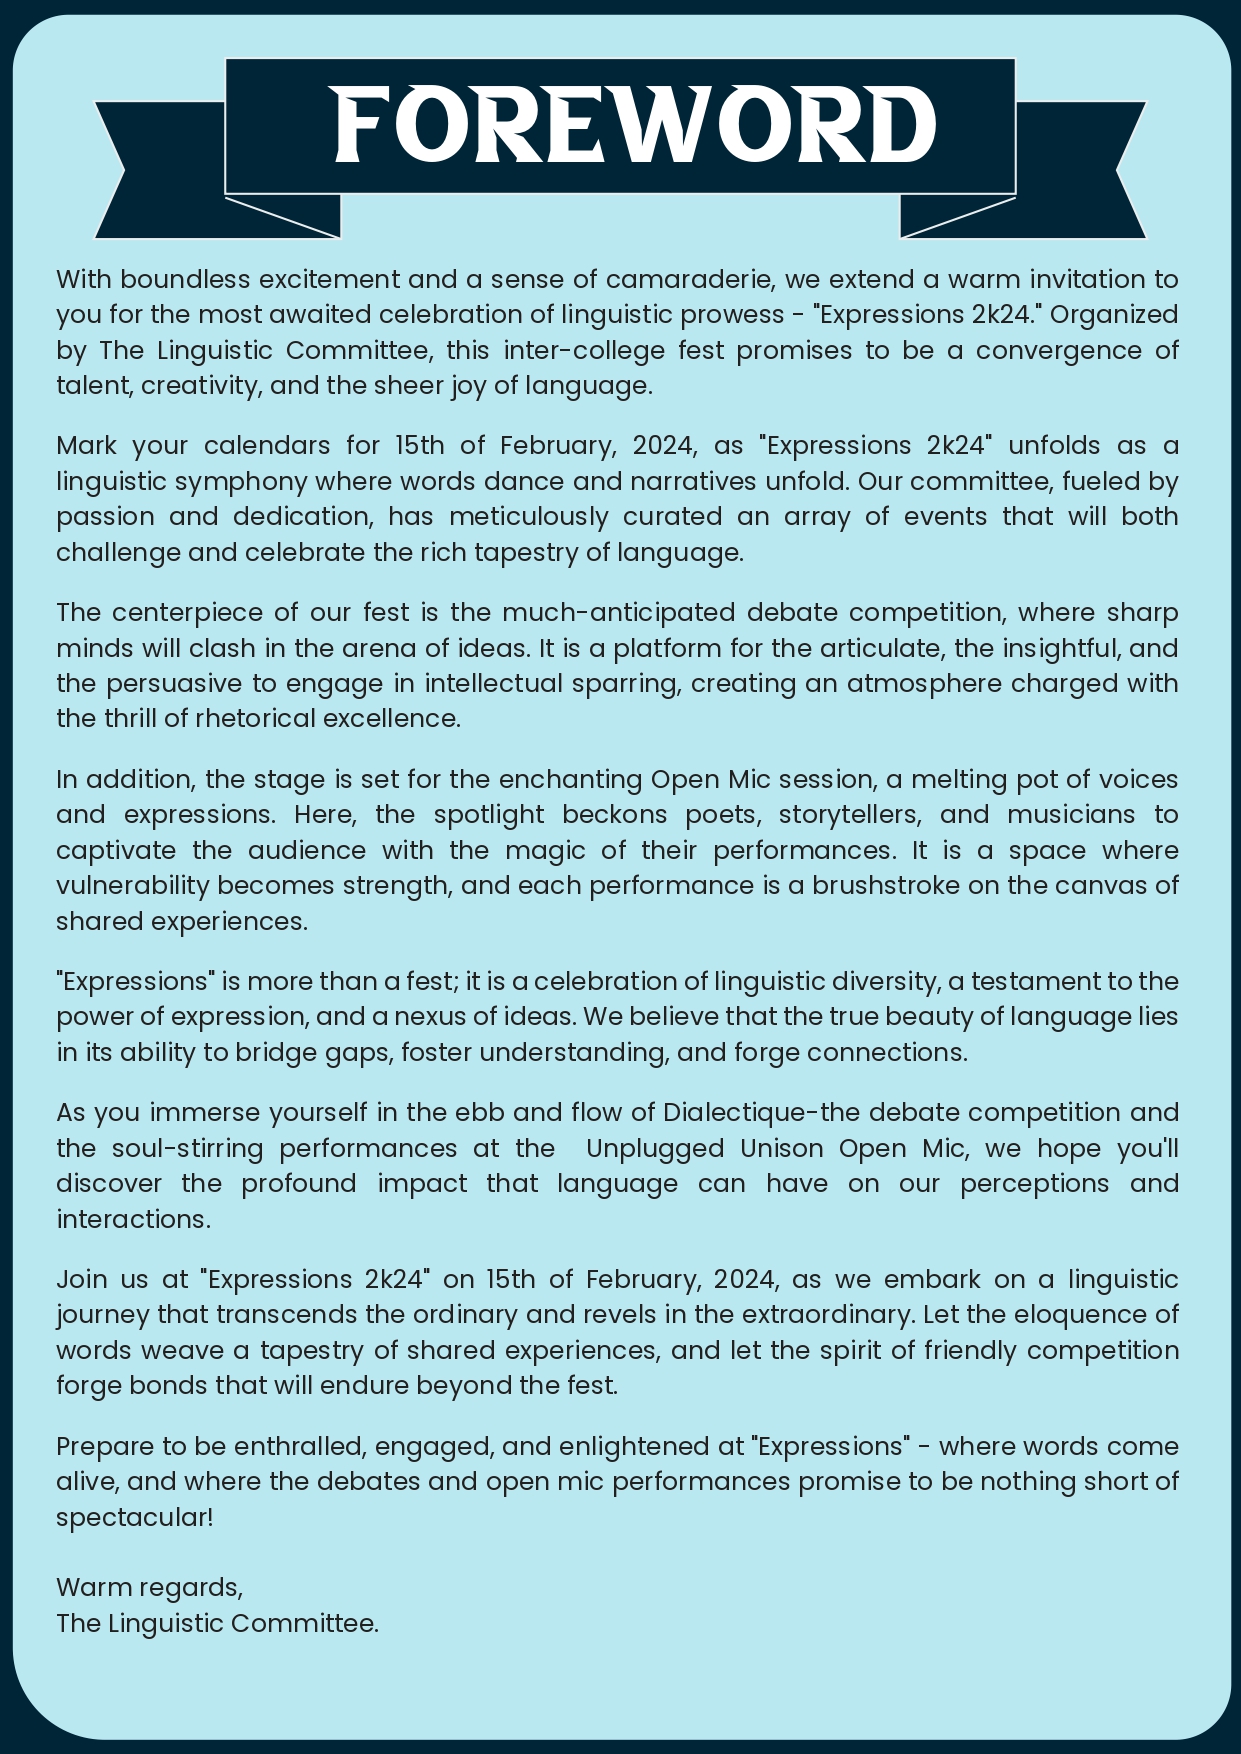 FOREWORD
With boundless excitement and a sense of camaraderie, we extend a warm invitation to
you for the most awaited celebration of linguistic prowess - "Expressions 2k24." Organized
by The Linguistic Committee, this inter-college fest promises to be a convergence of
talent, creativity, and the sheer joy of language.
Mark your calendars for 15th of February, 2024, as "Expressions 2k24" unfolds as a
linguistic symphony where words dance and narratives unfold. Our committee, fueled by
passion and dedication, has meticulously curated an array of events that will both
challenge and celebrate the rich tapestry of language.
The centerpiece of our fest is the much-anticipated debate competition, where sharp
minds will clash in the arena of ideas. It is a platform for the articulate, the insightful, and
the persuasive to engage in intellectual sparring, creating an atmosphere charged with
the thrill of rhetorical excellence.
In addition, the stage is set for the enchanting Open Mic session, a melting pot of voices
and expressions. Here, the spotlight beckons poets, storytellers, and musicians to
captivate the audience with the magic of their performances. It is a space where
vulnerability becomes strength, and each performance is a brushstroke on the canvas of
shared experiences.
"Expressions" is more than a fest; it is a celebration of linguistic diversity, a testament to the
power of expression, and a nexus of ideas. We believe that the true beauty of language lies
in its ability to bridge gaps, foster understanding, and forge connections.
As you immerse yourself in the ebb and flow of Dialectique-the debate competition and
the soul-stirring performances at the Unplugged Unison Open Mic, we hope you'll
discover the profound impact that language can have on our perceptions and
interactions.
Join us at "Expressions 2k24" on 15th of February, 2024, as we embark on a linguistic
journey that transcends the ordinary and revels in the extraordinary. Let the eloquence of
words weave a tapestry of shared experiences, and let the spirit of friendly competition
forge bonds that will endure beyond the fest.
Prepare to be enthralled, engaged, and enlightened at "Expressions" - where words come
alive, and where the debates and open mic performances promise to be nothing short of
spectacular!
Warm regards,
The Linguistic Committee.